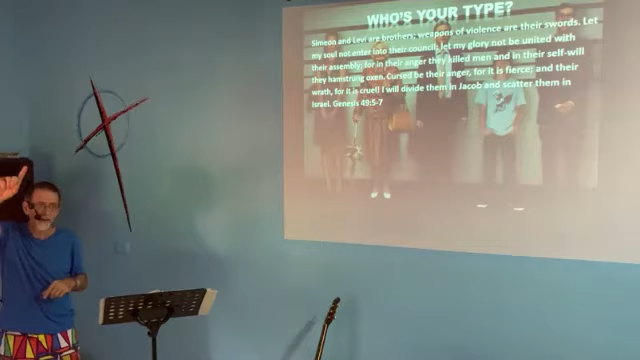 WHO'S YOUR TYPE?
Simeon and Levi are brothers; weapons of violence are their swords. Let
my soul not enter into their council; let my glory not be united with
their assembly; for in their anger they killed men and in their self-will
they hamstrung oxen. Cursed be their anger, for it is fierce; and their
wrath, for it is cruel! I will divide them in Jacob and scatter them in
Israel. Genesis 49:5-7